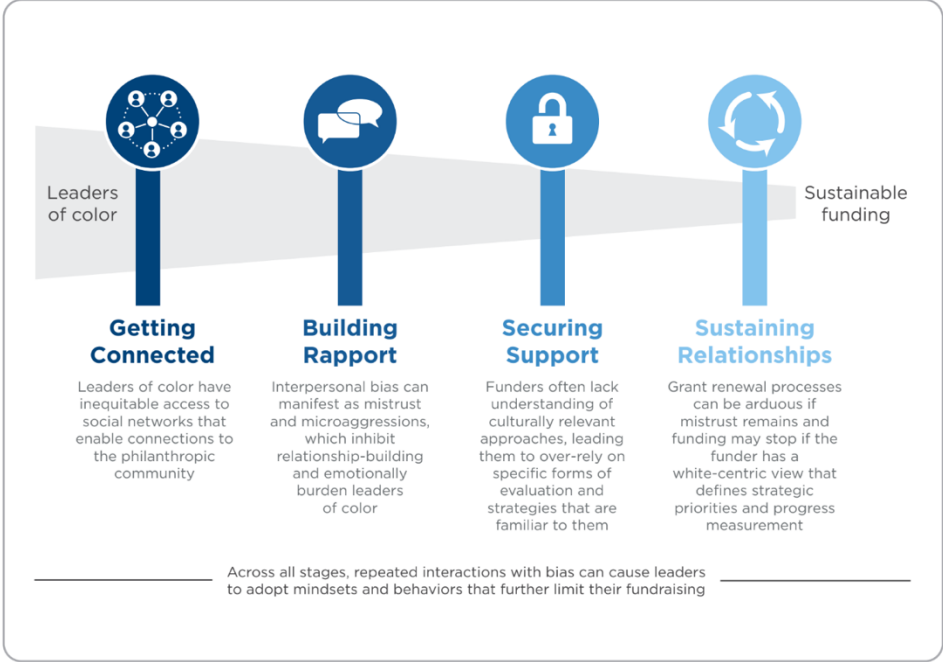 Leaders
of color
Sustainable
funding
Getting
Connected
Leaders of color have
inequitable access to
social networks that
enable connections to
the philanthropic
community
Building
Rapport
Interpersonal bias can
manifest as mistrust
and microaggressions,
which inhibit
relationship-building
and emotionally
burden leaders
of color
Securing
Support
Funders often lack
understanding of
culturally relevant
approaches, leading
them to over-rely on
specific forms of
evaluation and
strategies that are
familiar to them
Sustaining
Relationships
Grant renewal processes
can be arduous if
mistrust remains and
funding may stop if the
funder has a
white-centric view that
defines strategic
priorities and progress
measurement
Across all stages, repeated interactions with bias can cause leaders
to adopt mindsets and behaviors that further limit their fundraising